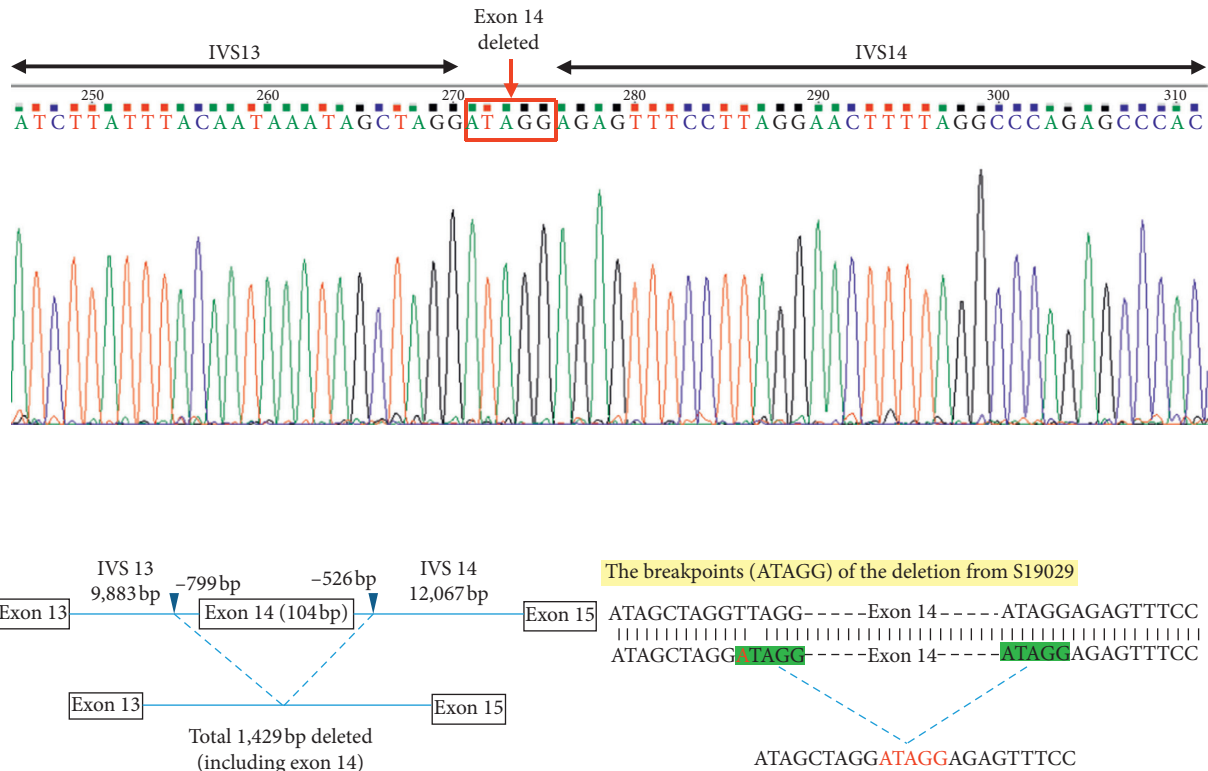 Exon 14
deleted
IVS13
IVS14
250 260 270 280 290 300 310
ATCTTATTTACAATAAATAGCTAGGATAGGAGAGTTTCCTTAGGAACTTTTAGGCCCAGAGCCCAC
IVS 13
9,883 bp
–799 bp
–526 bp
IVS 14
12,067 bp
Exon 13
Exon 14 (104 bp)
Exon 15
Exon 13
Exon 15
Total 1,429 bp deleted
(including exon 14)
The breakpoints (ATAGG) of the deletion from S19029
ATAGCTAGGTTAGG-----Exon 14-----ATAGGAGAGTTTCC
ATAGCTAGGATAGG-----Exon 14-----ATAGGAGAGTTTCC
ATAGCTAGGATAGGAGAGTTTCC